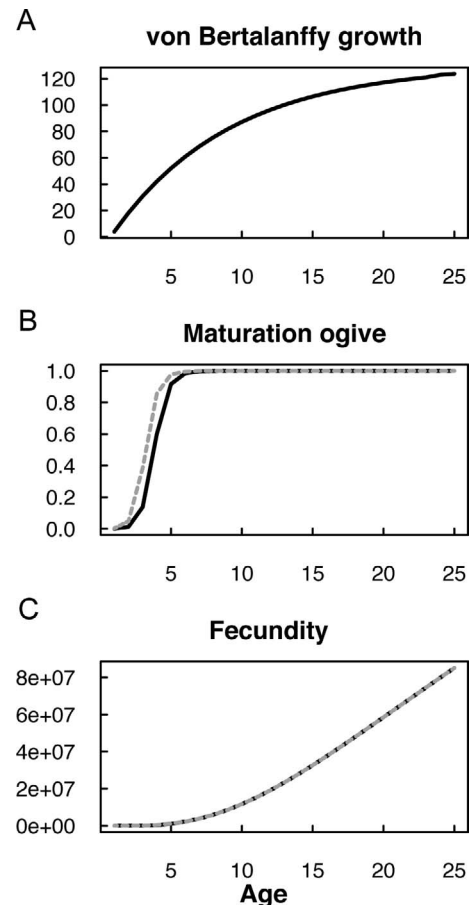 A
von Bertalanffy growth
120
100
80
60
40
20
0
5 10 15 20 25
B
Maturation ogive
1.0
0.8
0.6
0.4
0.2
0.0
5 10 15 20 25
C
Fecundity
8e+07
6e+07
4e+07
2e+07
0e+00
5 10 15 20 25
Age